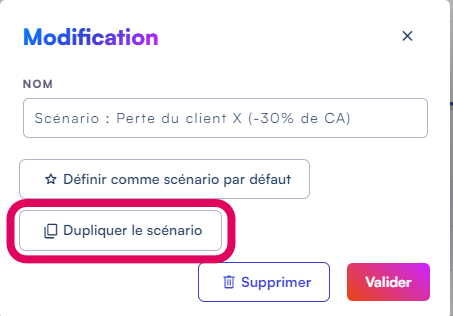 Modification
NOM
Scénario : Perte du client X (-30% de CA)
Définir comme scénario par défaut
Dupliquer le scénario
Supprimer
Valider